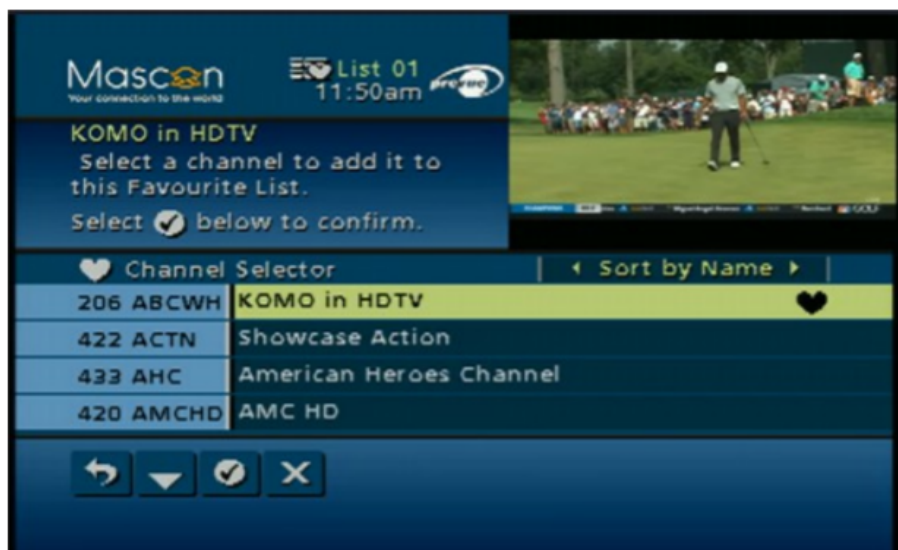 Mascon
Your connection to the world
List 01
11:50am
KOMO in HDTV
Select a channel to add it to
this Favourite List.
Select below to confirm.
Channel Selector
Sort by Name
206 ABCWH KOMO in HDTV
422 ACTN Showcase Action
433 AHC American Heroes Channel
420 AMCHD AMC HD